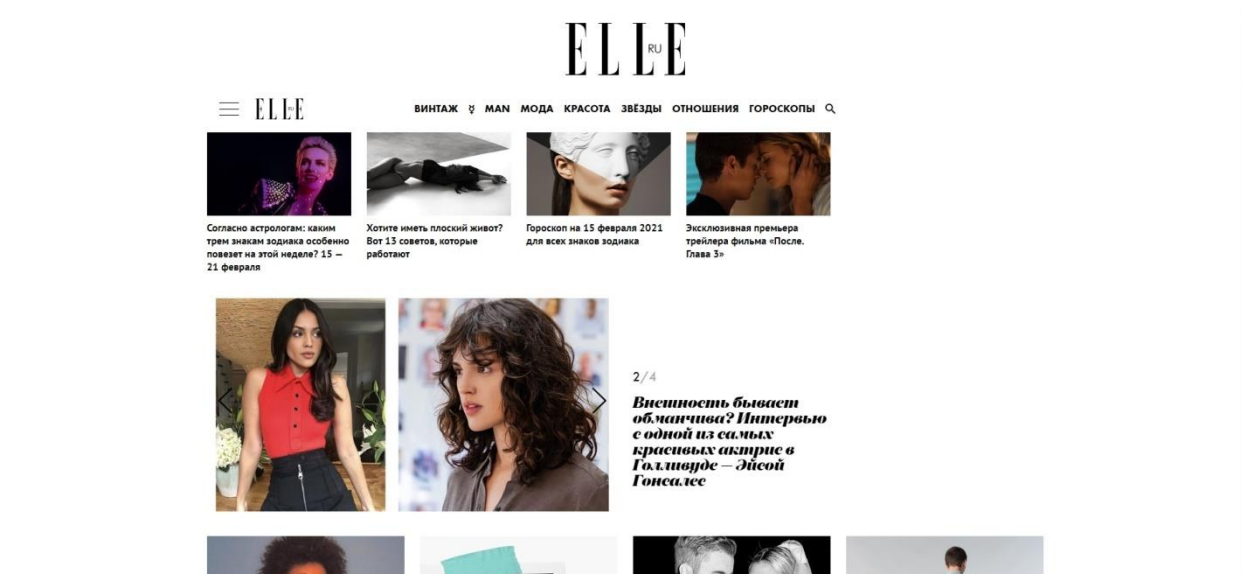 ELLE
RU
ELLE
ВИНТАЖ
MAN
МОДА
КРАСОТА
ЗВЁЗДЫ
ОТНОШЕНИЯ
ГОРОСКОПЫ
Согласно астрологам: каким
трем знакам зодиака особенно
повезет на этой неделе? 15 —
21 февраля
Хотите иметь плоский живот?
Вот 13 советов, которые
работают
Гороскоп на 15 февраля 2021
для всех знаков зодиака
Эксклюзивная премьера
трейлера фильма «После.
Глава 3»
2/4
Внешность бывает
обманчива? Интервью
с одной из самых
красивых актрис в
Голливуде — Эйсой
Гонсалес